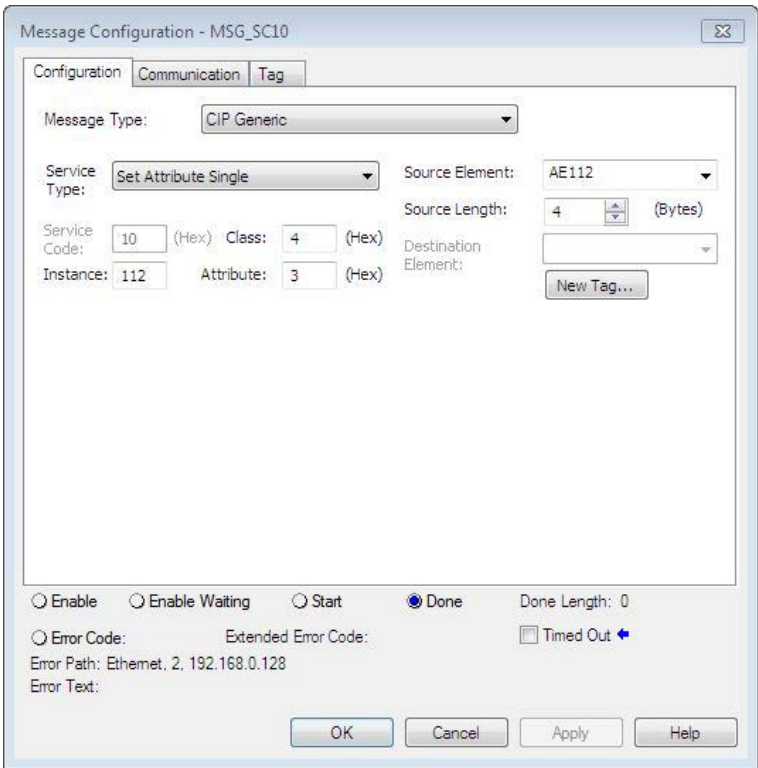 Message Configuration - MSG_SC10
Configuration Communication Tag
Message Type: CIP Generic
Service Type: Set Attribute Single Source Element: AE112
Source Length: 4 (Bytes)
Service Code: 10 (Hex) Class: 4 (Hex) Destination Element:
Instance: 112 Attribute: 3 (Hex)
New Tag...
Enable Enable Waiting Start Done Done Length: 0
Error Code: Extended Error Code: Timed Out
Error Path: Ethernet, 2, 192.168.0.128
Error Text:
OK Cancel Apply Help